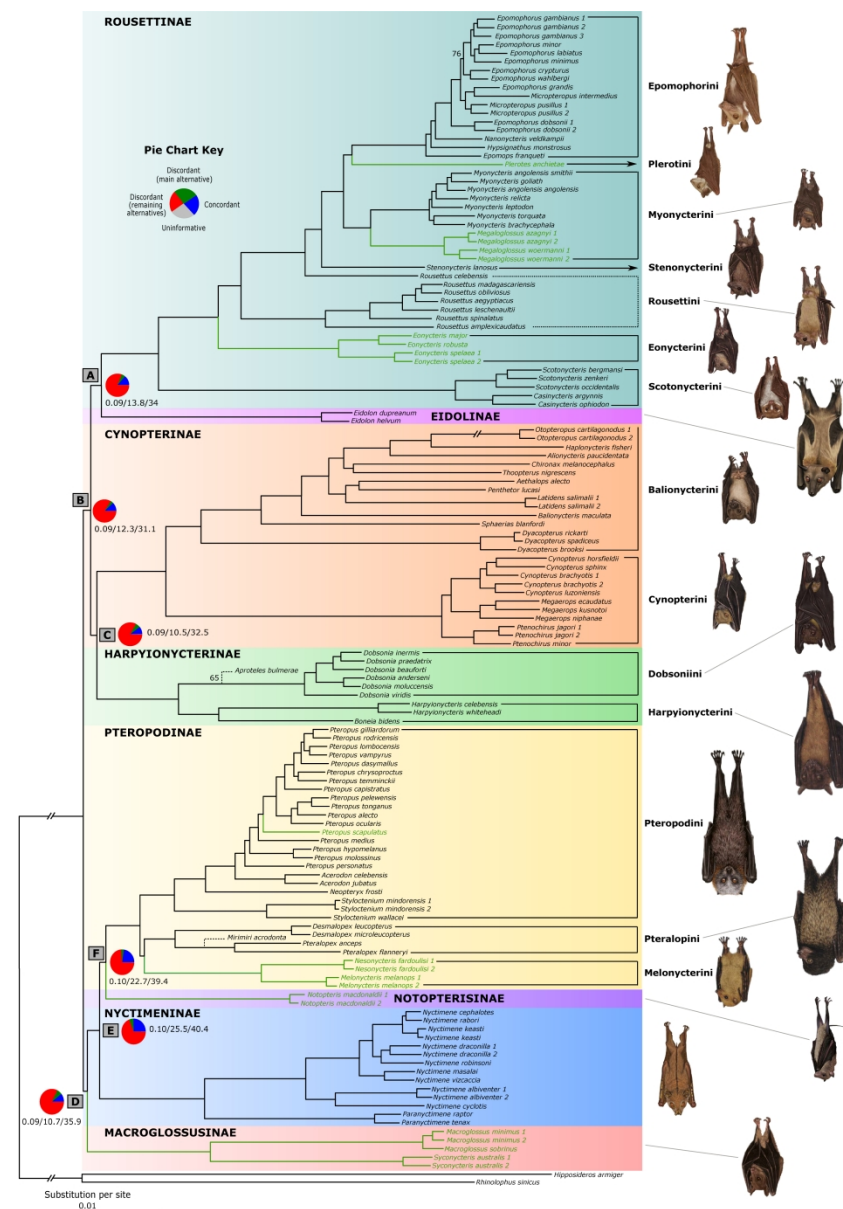 ROUSETTINAE
Pie Chart Key
Discordant
(main alternative)
Discordant
(remaining
alternatives)
Concordant
Uninformative
76
Epomophorus gambianus 1
Epomophorus gambianus 2
Epomophorus gambianus 3
Epomophorus minor
Epomophorus labiatus
Epomophorus minimus
Epomophorus crypturus
Epomophorus wahlbergi
Epomophorus grandis
Micropteropus intermedius
Micropteropus pusillus 1
Micropteropus pusillus 2
Epomophorus dobsonii 1
Epomophorus dobsonii 2
Nanonycteris veldkampii
Hypsignathus monstrosus
Epomops franqueti
Epomophorini
Plerotes anchietae
Plerotini
Myonycteris angolensis smithii
Myonycteris goliath
Myonycteris angolensis angolensis
Myonycteris relicta
Myonycteris leptodon
Myonycteris torquata
Myonycteris brachycephala
Megaloglossus azagnyi 1
Megaloglossus azagnyi 2
Megaloglossus woermanni 1
Megaloglossus woermanni 2
Myonycterini
Stenonycteris lanosus
Stenonycterini
Rousettus celebensis
Rousettus madagascariensis
Rousettus obliviosus
Rousettus aegyptiacus
Rousettus leschenaultii
Rousettus spinalatus
Rousettus amplexicaudatus
Rousettini
Eonycteris major
Eonycteris robusta
Eonycteris spelaea 1
Eonycteris spelaea 2
Eonycterini
Scotonycteris bergmansi
Scotonycteris zenkeri
Scotonycteris occidentalis
Casinycteris argynnis
Casinycteris ophiodon
Scotonycterini
A
0.09/13.8/34
Eidolon dupreanum
Eidolon helvum
EIDOLINAE
CYNOPTERINAE
Otopteropus cartilagonodus 1
Otopteropus cartilagonodus 2
Haplonycteris fisheri
Alionycteris paucidentata
Chironax melanocephalus
Thoopterus nigrescens
Aethalops alecto
Penthetor lucasi
Latidens salimalii 1
Latidens salimalii 2
Balionycteris maculata
Sphaerias blanfordi
Dyacopterus rickarti
Dyacopterus spadiceus
Dyacopterus brooksi
Balionycterini
B
0.09/12.3/31.1
Cynopterus horsfieldii
Cynopterus sphinx
Cynopterus brachyotis 1
Cynopterus brachyotis 2
Cynopterus luzoniensis
Megaerops ecaudatus
Megaerops kusnotoi
Megaerops niphanae
Ptenochirus jagori 1
Ptenochirus jagori 2
Ptenochirus minor
Cynopterini
C
0.09/10.5/32.5
HARPYIONYCTERINAE
Aproteles bulmerae
65
Dobsonia inermis
Dobsonia praedatrix
Dobsonia beauforti
Dobsonia anderseni
Dobsonia moluccensis
Dobsonia viridis
Dobsoniini
Harpyionycteris celebensis
Harpyionycteris whiteheadi
Boneia bidens
Harpyionycterini
PTEROPODINAE
Pteropus gilliardorum
Pteropus rodricensis
Pteropus lombocensis
Pteropus vampyrus
Pteropus dasymallus
Pteropus chrysoproctus
Pteropus temminckii
Pteropus capistratus
Pteropus pelewensis
Pteropus tonganus
Pteropus alecto
Pteropus ocularis
Pteropus scapulatus
Pteropus medius
Pteropus hypomelanus
Pteropus molossinus
Pteropus personatus
Acerodon celebensis
Acerodon jubatus
Neopteryx frosti
Styloctenium mindorensis 1
Styloctenium mindorensis 2
Styloctenium wallacei
Pteropodini
Desmalopex leucopterus
Desmalopex microleucopterus
Mirimiri acrodonta
Pteralopex anceps
Pteralopex flanneryi
Pteralopini
F
0.10/22.7/39.4
Nesonycteris fardoulisi 1
Nesonycteris fardoulisi 2
Melonycteris melanops 1
Melonycteris melanops 2
Melonycterini
Notopteris macdonaldii 1
Notopteris macdonaldii 2
NOTOPTERISINAE
NYCTIMENINAE
E
0.10/25.5/40.4
Nyctimene cephalotes
Nyctimene rabori
Nyctimene keasti
Nyctimene keasti
Nyctimene draconilla 1
Nyctimene draconilla 2
Nyctimene robinsoni
Nyctimene masalai
Nyctimene vizcaccia
Nyctimene albiventer 1
Nyctimene albiventer 2
Nyctimene cyclotis
Paranyctimene raptor
Paranyctimene tenax
D
0.09/10.7/35.9
MACROGLOSSUSINAE
Macroglossus minimus 1
Macroglossus minimus 2
Macroglossus sobrinus
Syconycteris australis 1
Syconycteris australis 2
Hipposideros armiger
Rhinolophus sinicus
Substitution per site
0.01